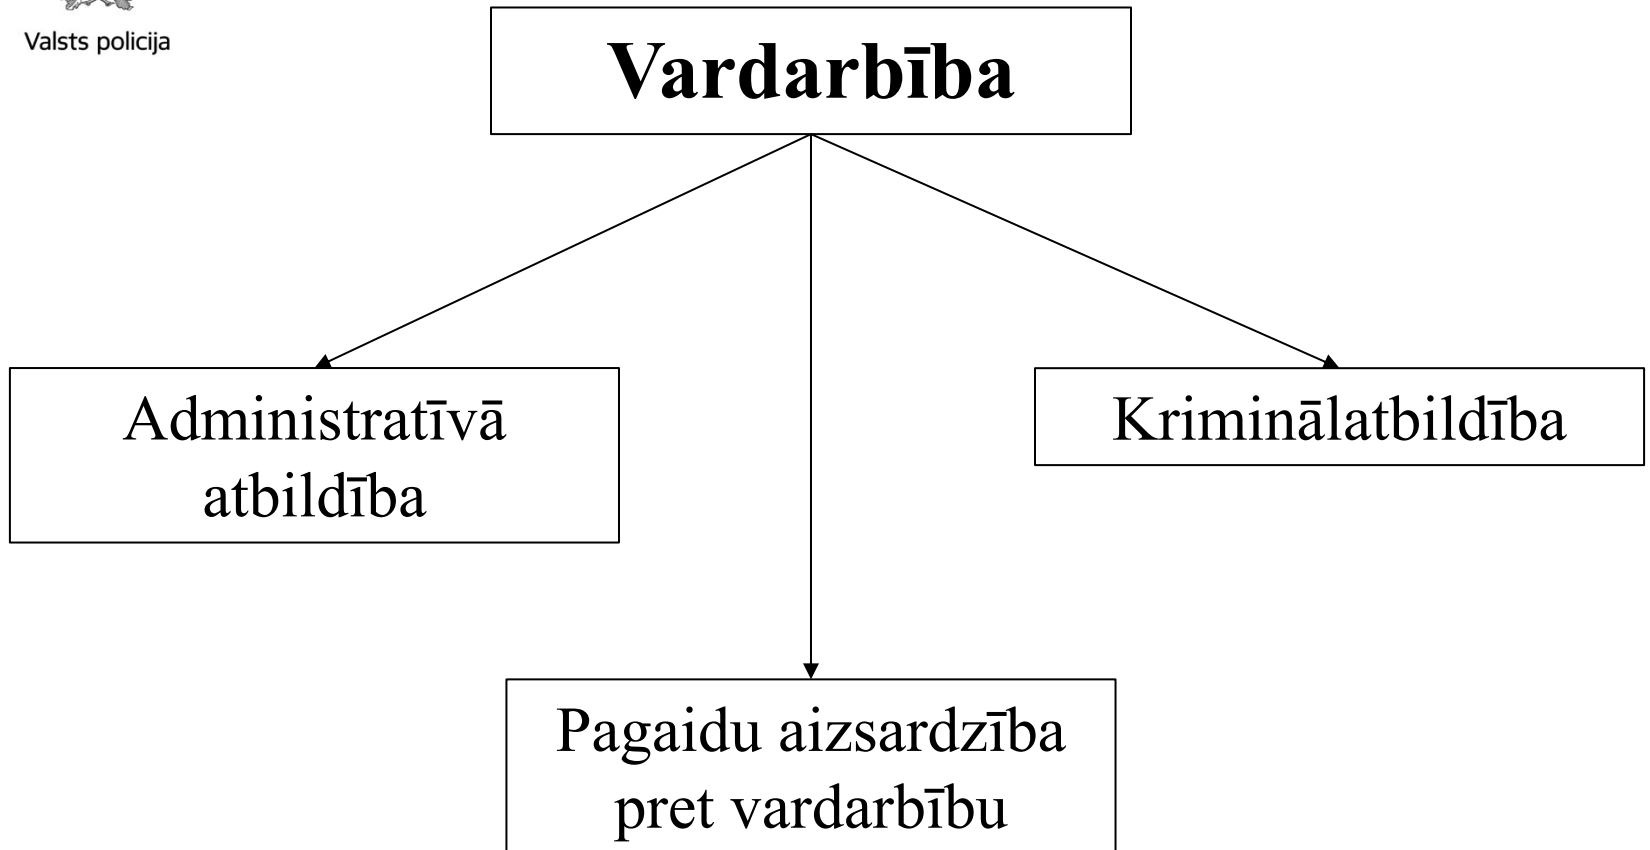 Valsts policija
Vardarbība
Administratīvā
atbildība
Kriminālatbildība
Pagaidu aizsardzība
pret vardarbību